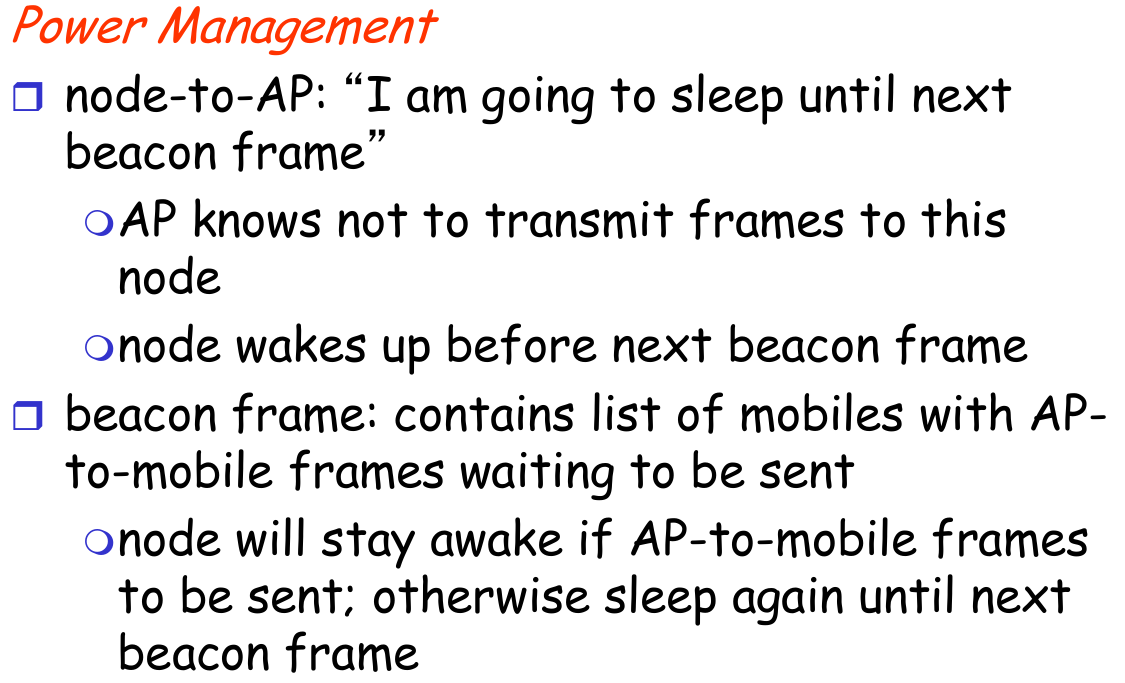 Power Management
❒ node-to-AP: “I am going to sleep until next
beacon frame”
❍AP knows not to transmit frames to this
node
❍node wakes up before next beacon frame
❒ beacon frame: contains list of mobiles with AP-
to-mobile frames waiting to be sent
❍node will stay awake if AP-to-mobile frames
to be sent; otherwise sleep again until next
beacon frame